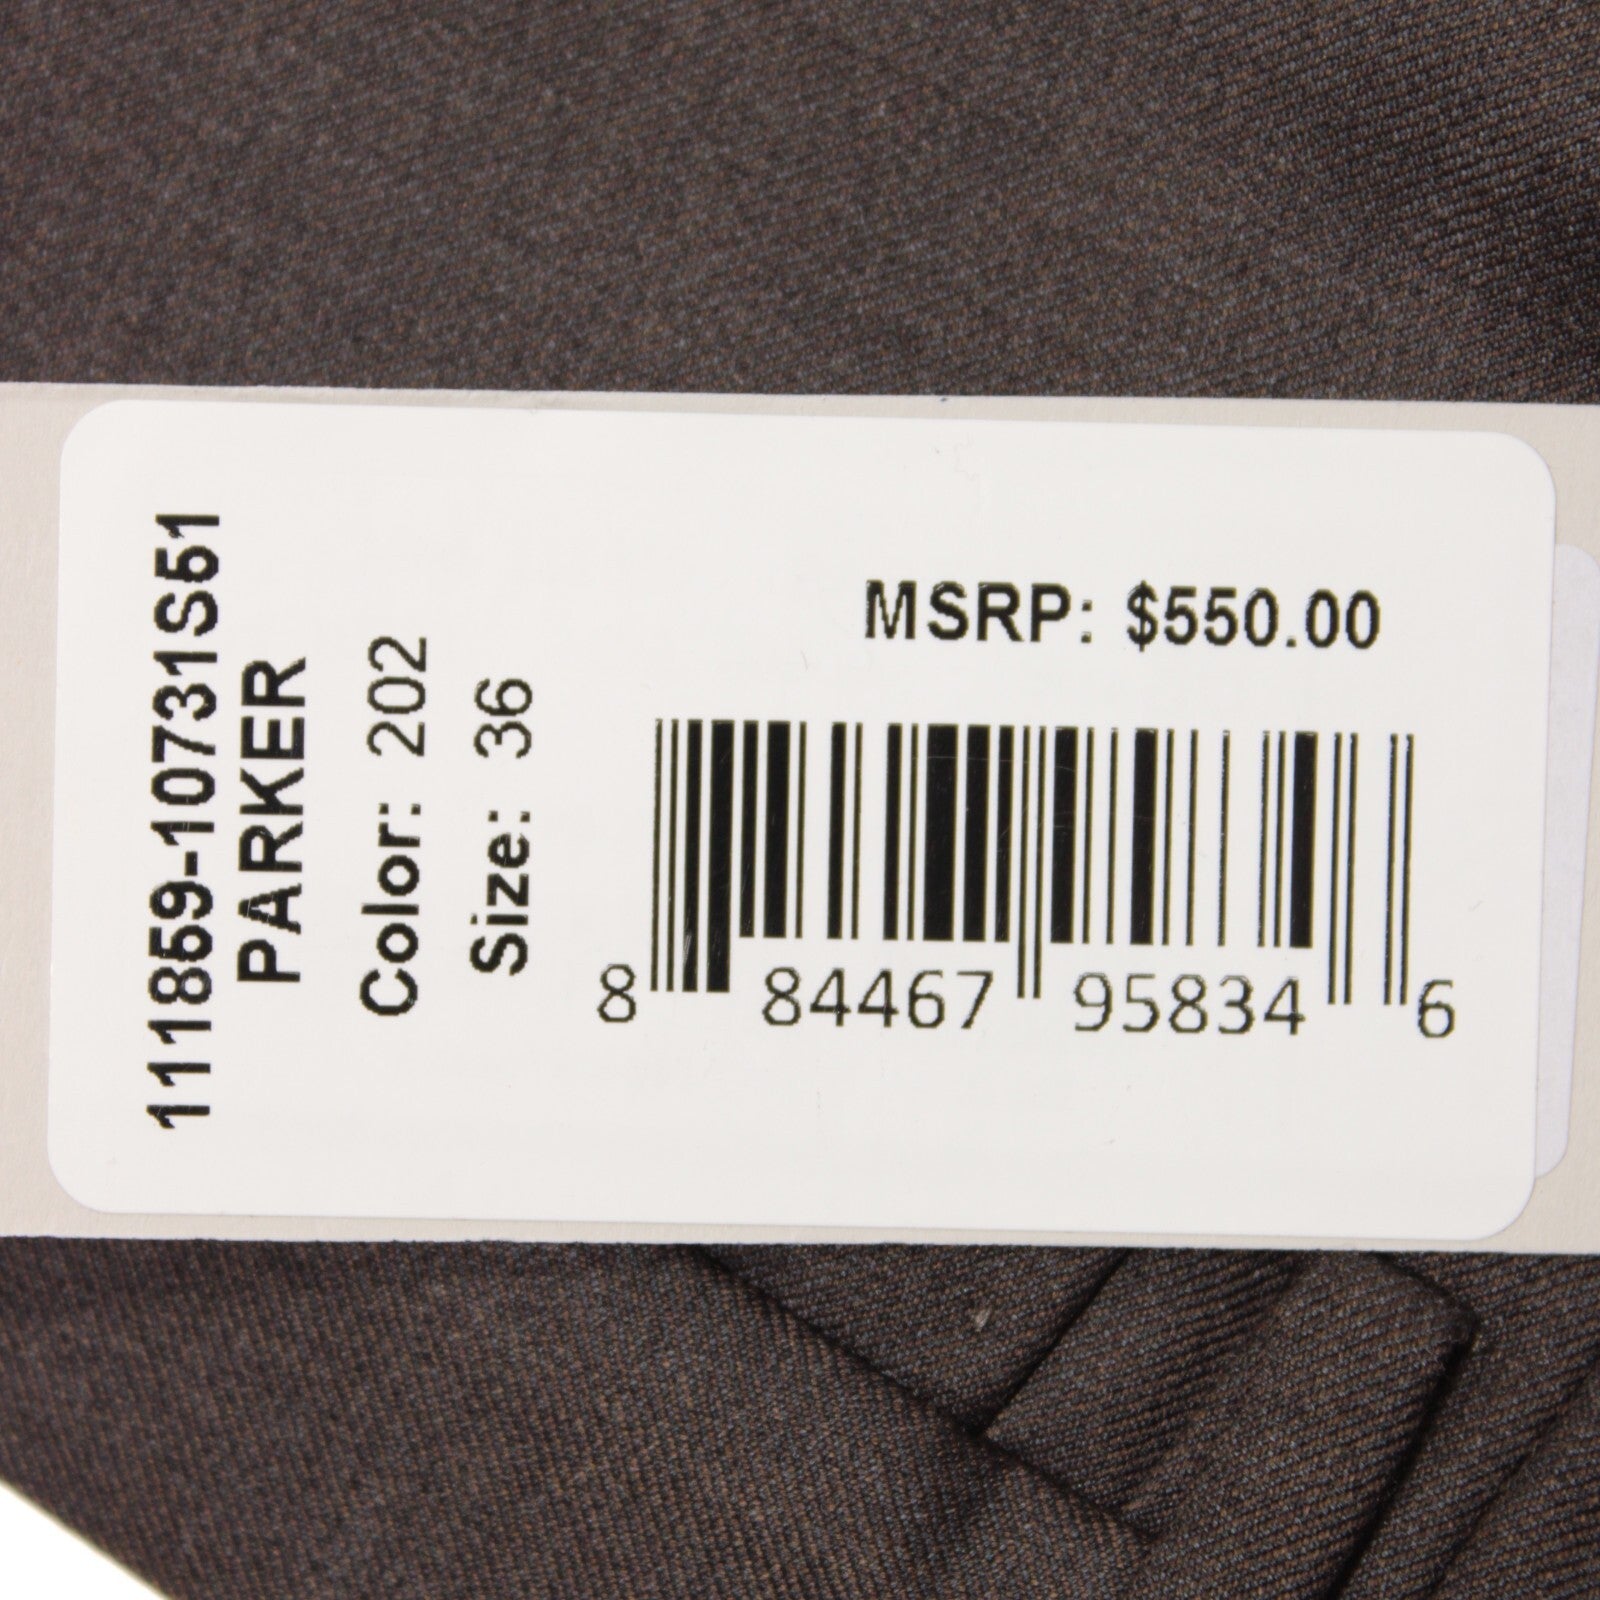 111859-10731S51
PARKER
Color: 202
Size: 36
MSRP: $550.00
8 84467 95834 6